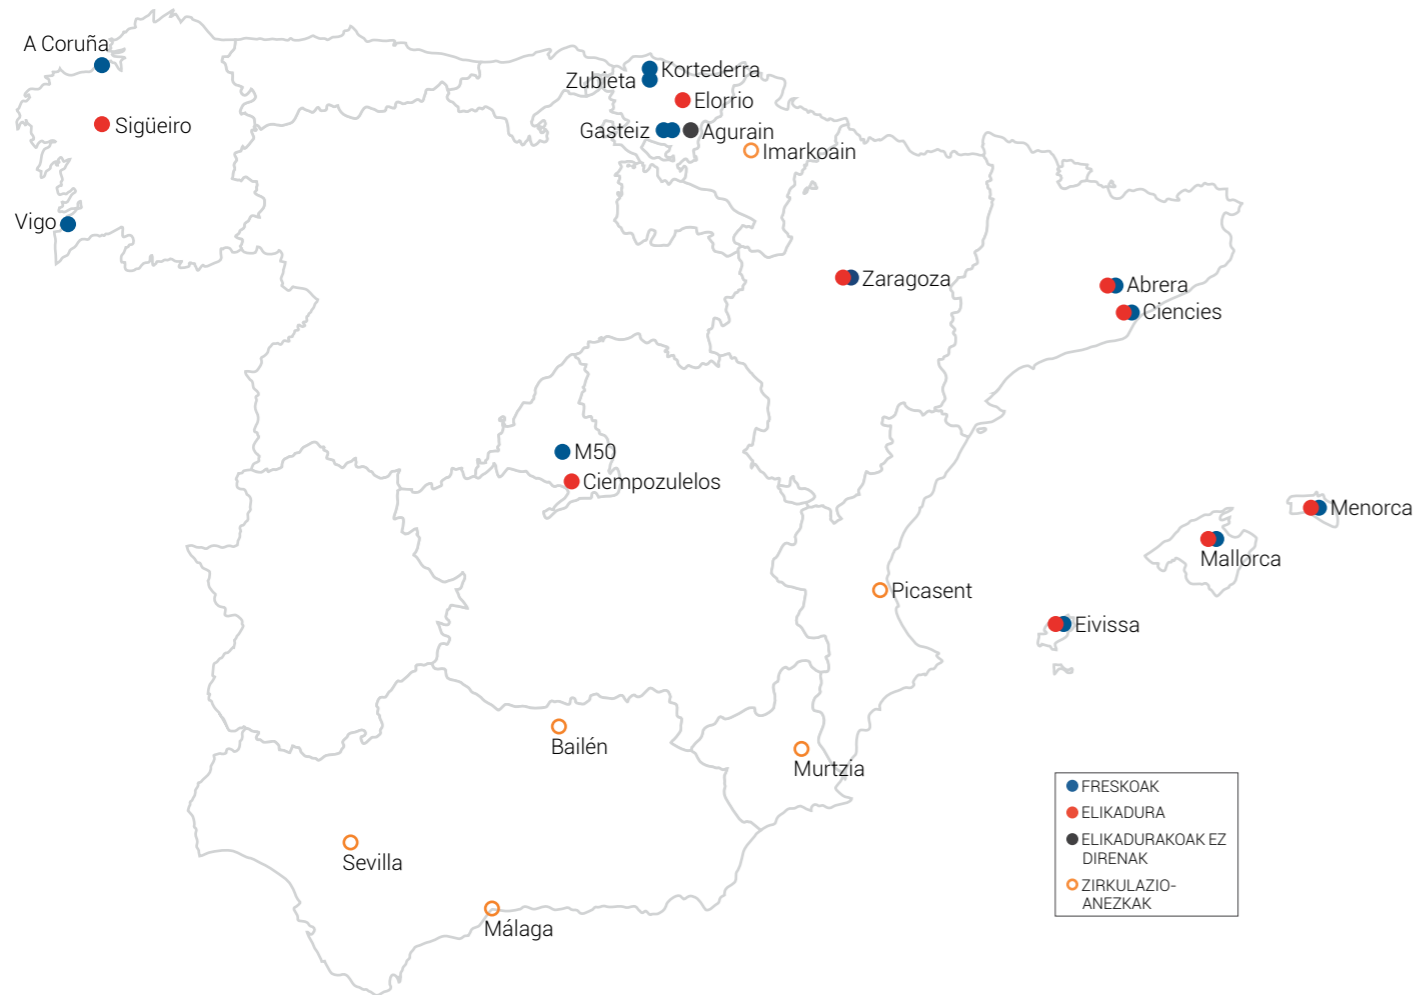 A Coruña
Kortederra
Zubieta
Elorrio
Sigüeiro
Gasteiz
Agurain
Imarkoain
Vigo
Zaragoza
Abrera
Ciencies
M50
Ciempozulelos
Menorca
Mallorca
Picasent
Eivissa
Bailén
Murtzia
Sevilla
Málaga
FRESKOAK
ELIKADURA
ELIKADURAKOAK EZ
DIRENAK
ZIRKULAZIO-
ANEZKAK